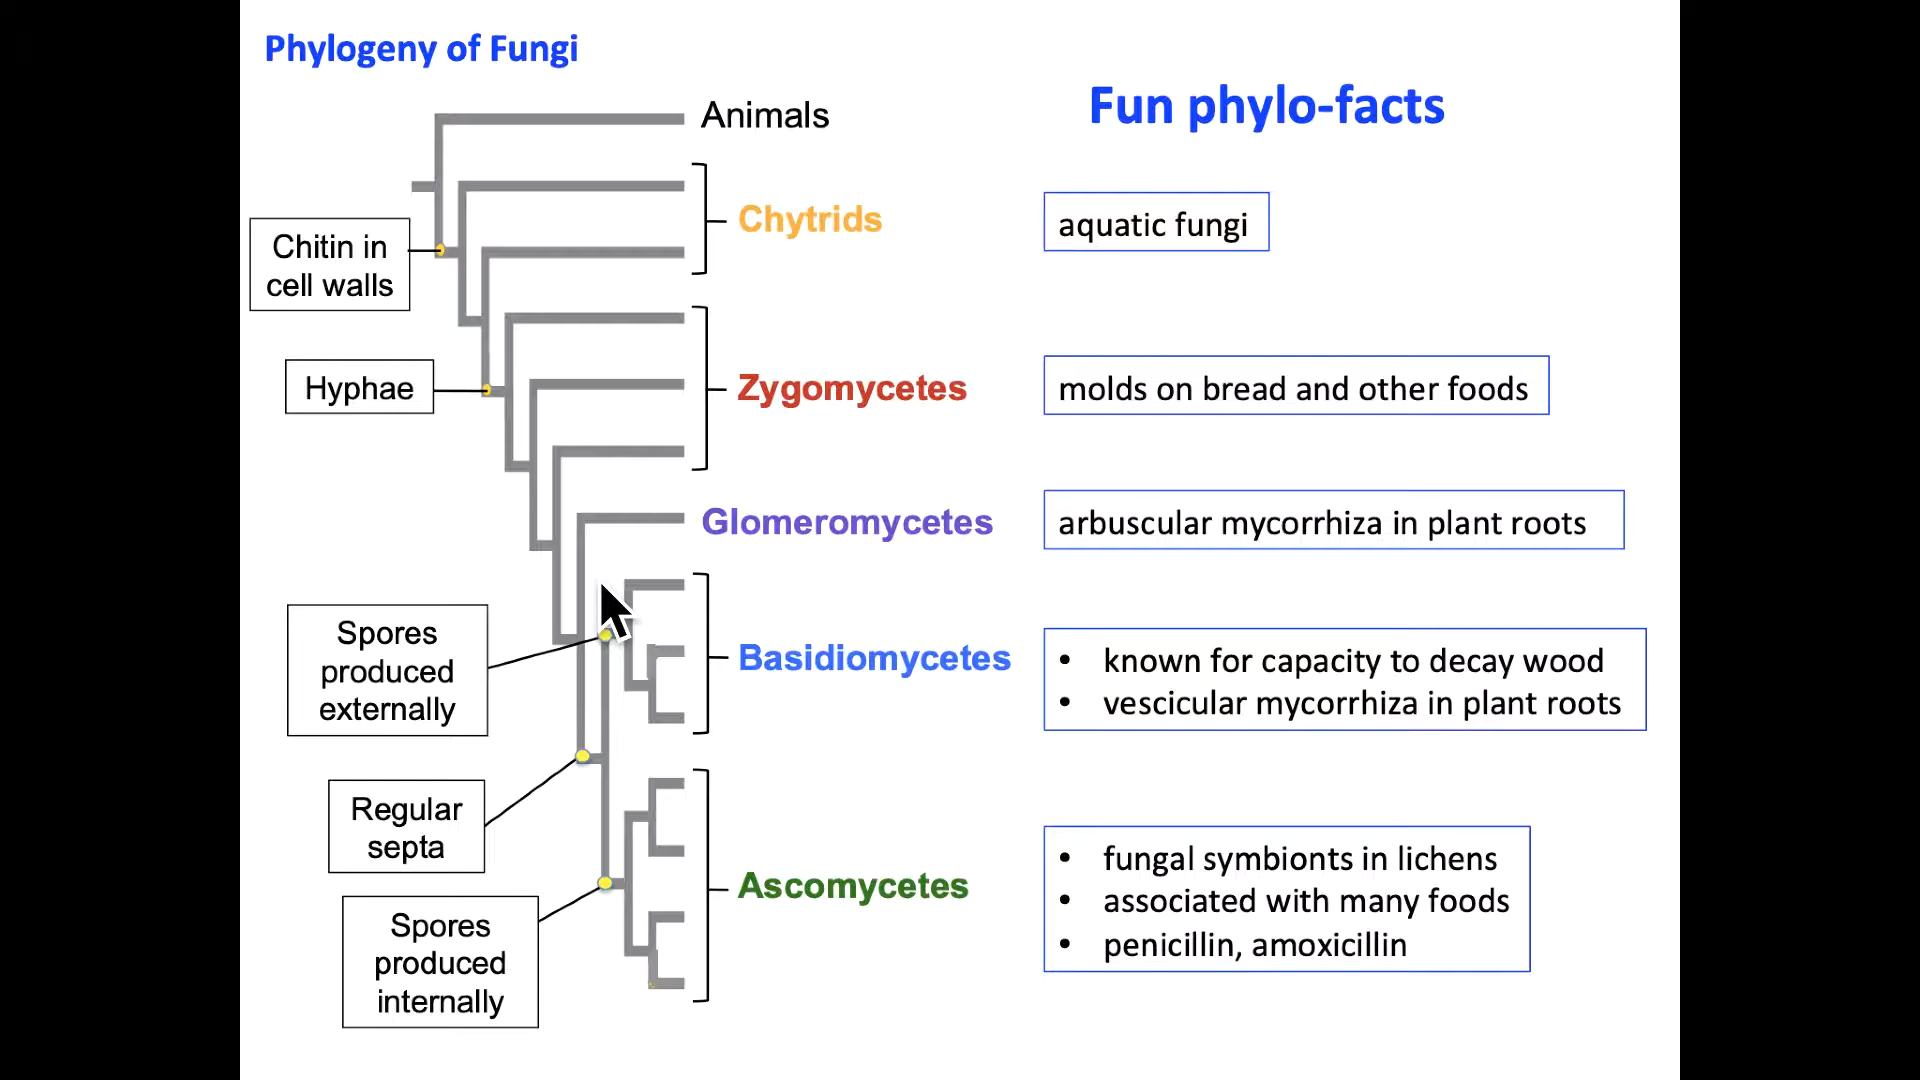 Phylogeny of Fungi
Fun phylo-facts
Animals
Chytrids
aquatic fungi
Chitin in
cell walls
Hyphae
Zygomycetes
molds on bread and other foods
Glomeromycetes
arbuscular mycorrhiza in plant roots
Spores
produced
externally
Basidiomycetes
• known for capacity to decay wood
• vescicular mycorrhiza in plant roots
Regular
septa
Spores
produced
internally
Ascomycetes
• fungal symbionts in lichens
• associated with many foods
• penicillin, amoxicillin